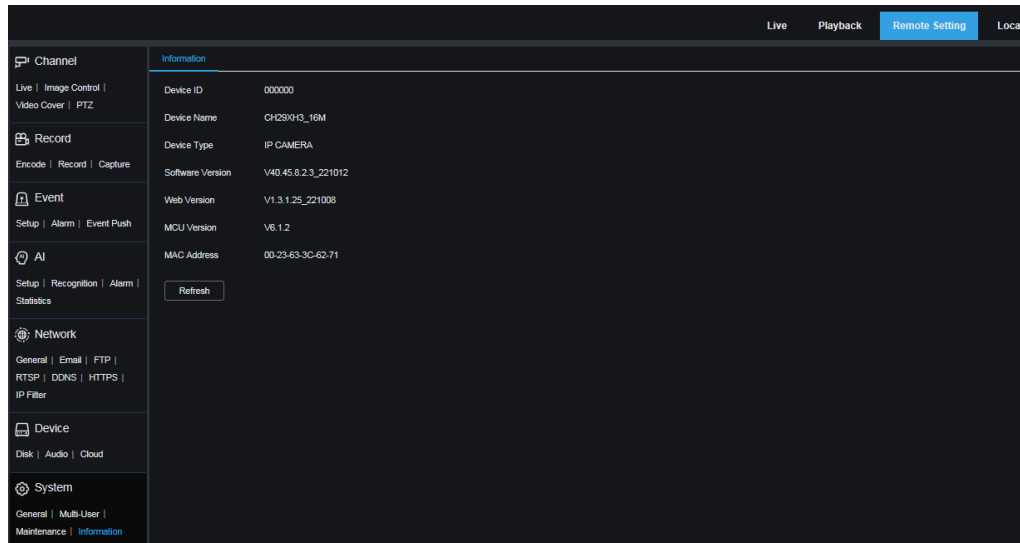 Live Playback Remote Setting Loca
Channel
Live | Image Control |
Video Cover | PTZ
Record
Encode | Record | Capture
Event
Setup | Alarm | Event Push
AI
Setup | Recognition | Alarm |
Statistics
Network
General | Email | FTP |
RTSP | DDNS | HTTPS |
IP Filter
Device
Disk | Audio | Cloud
System
General | Multi-User |
Maintenance | Information
Information
Device ID 000000
Device Name CH29XH3_16M
Device Type IP CAMERA
Software Version V40.45.8.2.3_221012
Web Version V1.3.1.25_221008
MCU Version V6.1.2
MAC Address 00-23-63-3C-62-71
Refresh